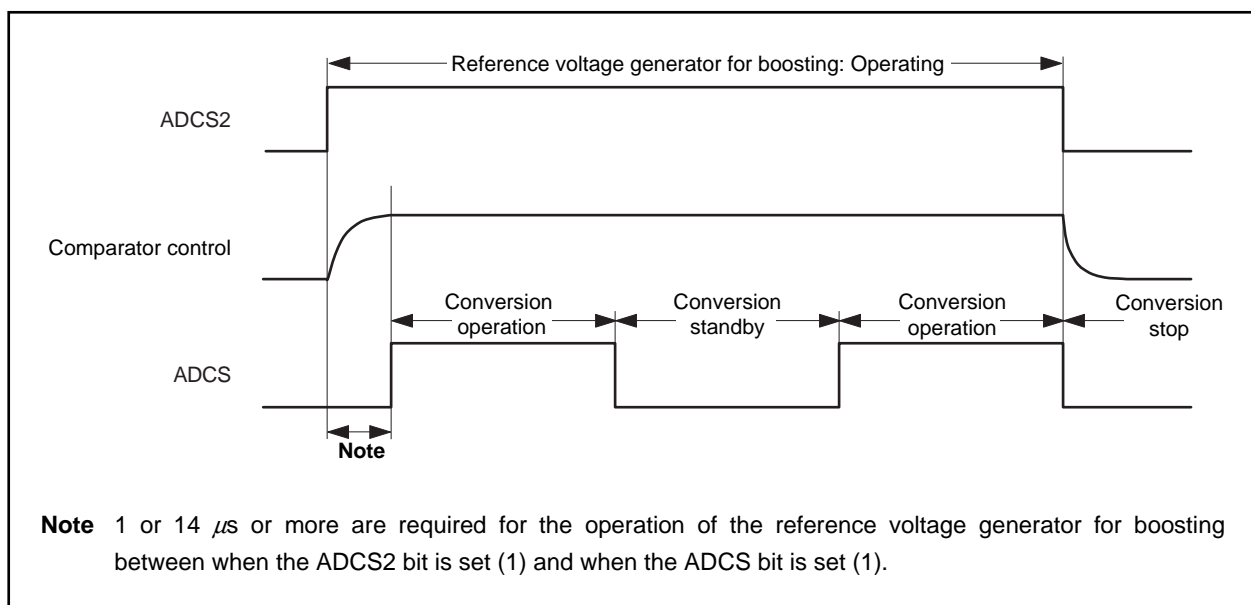 Reference voltage generator for boosting: Operating
ADCS2
Comparator control
Conversion operation
Conversion standby
Conversion operation
Conversion stop
ADCS
Note
Note 1 or 14 μs or more are required for the operation of the reference voltage generator for boosting
between when the ADCS2 bit is set (1) and when the ADCS bit is set (1).